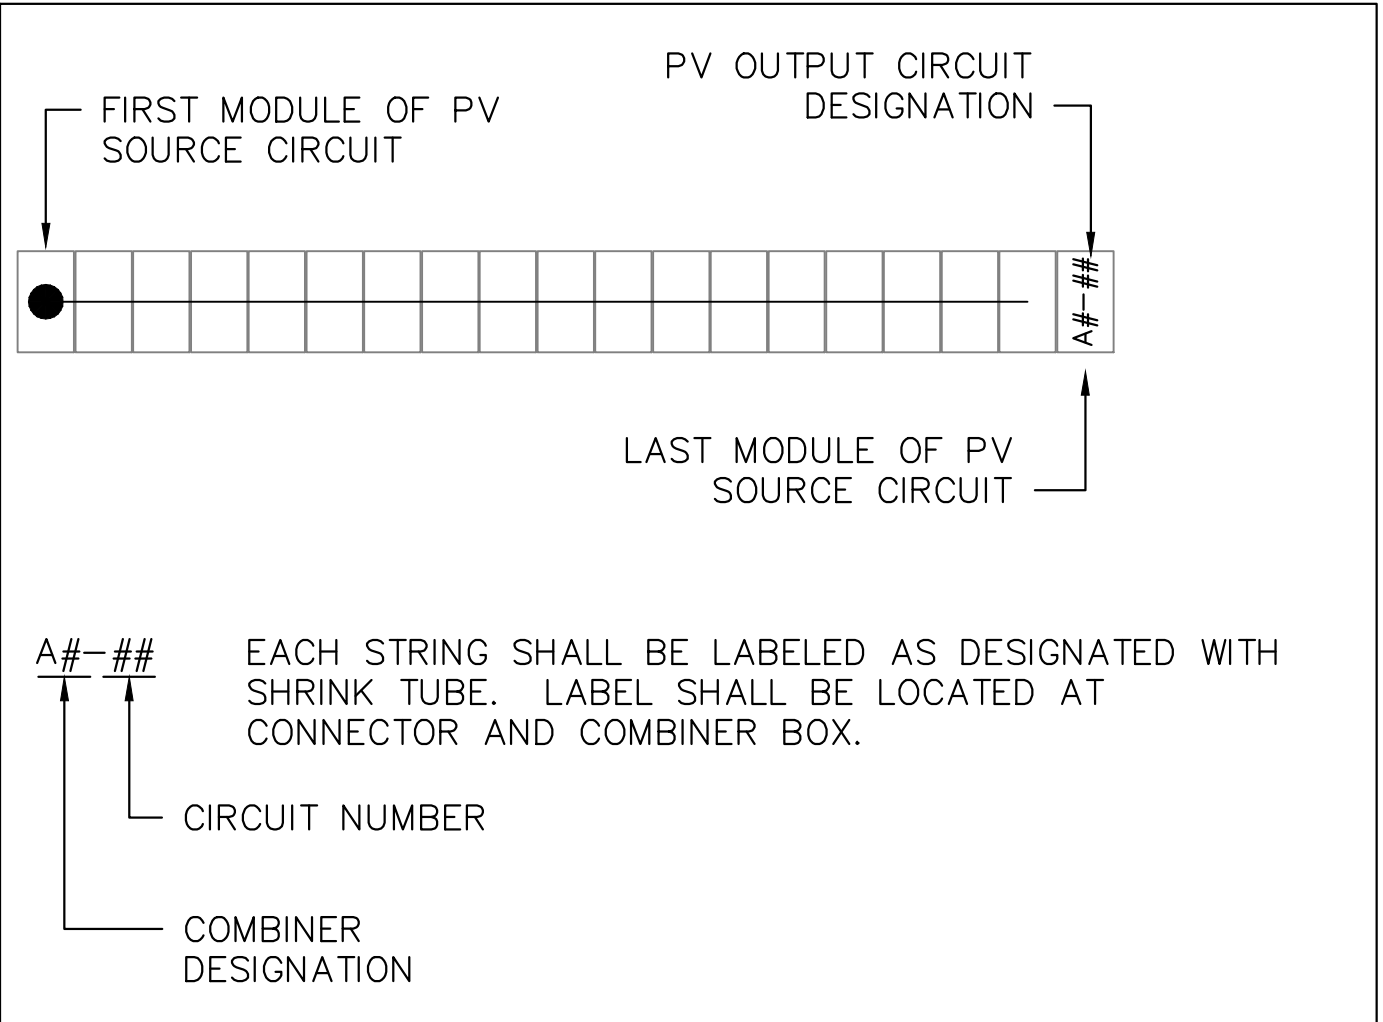 PV OUTPUT CIRCUIT
DESIGNATION
FIRST MODULE OF PV
SOURCE CIRCUIT
A#-##
LAST MODULE OF PV
SOURCE CIRCUIT
A#-##
EACH STRING SHALL BE LABELED AS DESIGNATED WITH
SHRINK TUBE. LABEL SHALL BE LOCATED AT
CONNECTOR AND COMBINER BOX.
CIRCUIT NUMBER
COMBINER
DESIGNATION